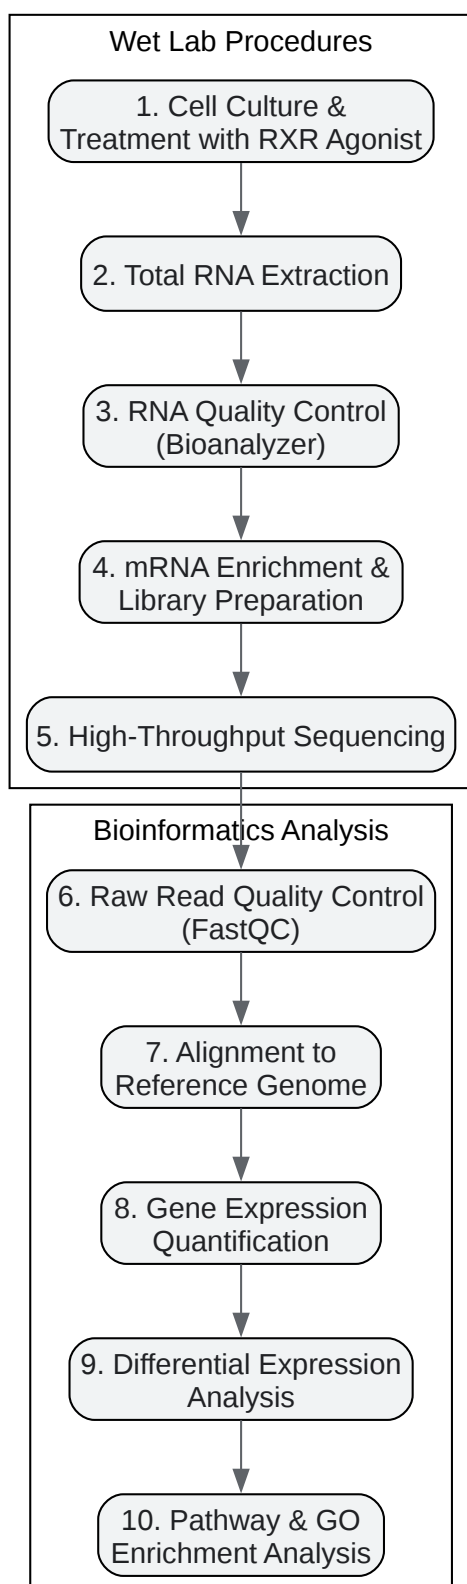 Wet Lab Procedures
1. Cell Culture &
Treatment with RXR Agonist
2. Total RNA Extraction
3. RNA Quality Control
(Bioanalyzer)
4. mRNA Enrichment &
Library Preparation
5. High-Throughput Sequencing
Bioinformatics Analysis
6. Raw Read Quality Control
(FastQC)
7. Alignment to
Reference Genome
8. Gene Expression
Quantification
9. Differential Expression
Analysis
10. Pathway & GO
Enrichment Analysis